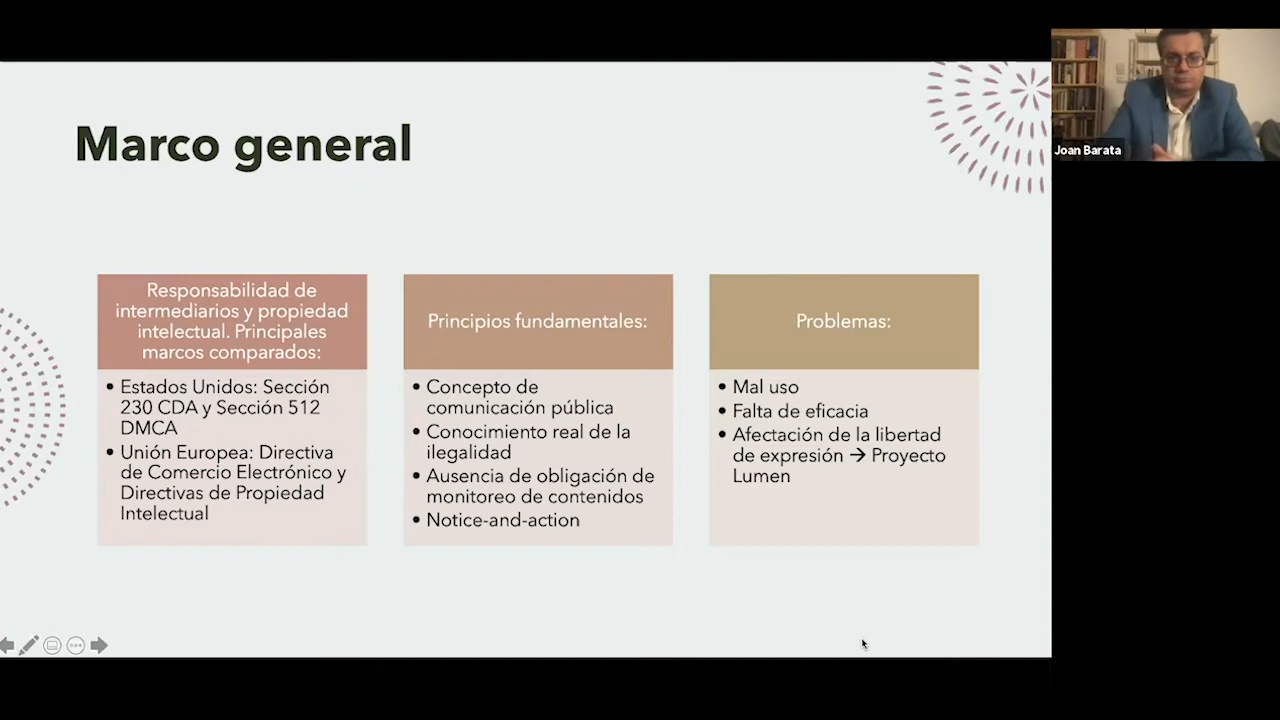 Marco general
Joan Barata
Responsabilidad de
intermediarios y propiedad
intelectual. Principales
marcos comparados:
• Estados Unidos: Sección
230 CDA y Sección 512
DMCA
• Unión Europea: Directiva
de Comercio Electrónico y
Directivas de Propiedad
Intelectual
Principios fundamentales:
• Concepto de
comunicación pública
• Conocimiento real de la
ilegalidad
• Ausencia de obligación de
monitoreo de contenidos
• Notice-and-action
Problemas:
• Mal uso
• Falta de eficacia
• Afectación de la libertad
de expresión → Proyecto
Lumen